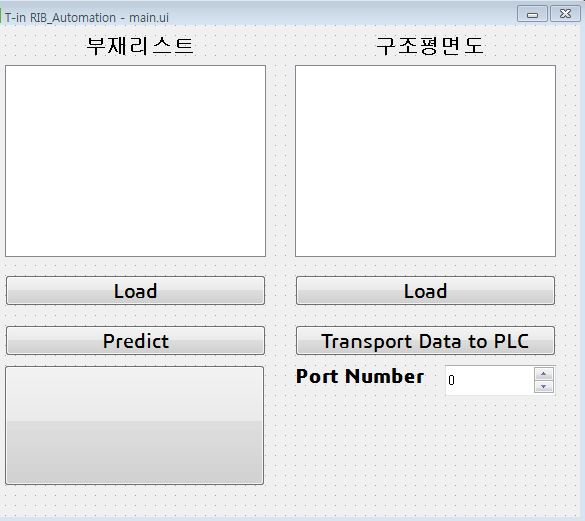 T-in RIB_Automation - main.ui
부재리스트
구조평면도
Load
Load
Predict
Transport Data to PLC
Port Number
0